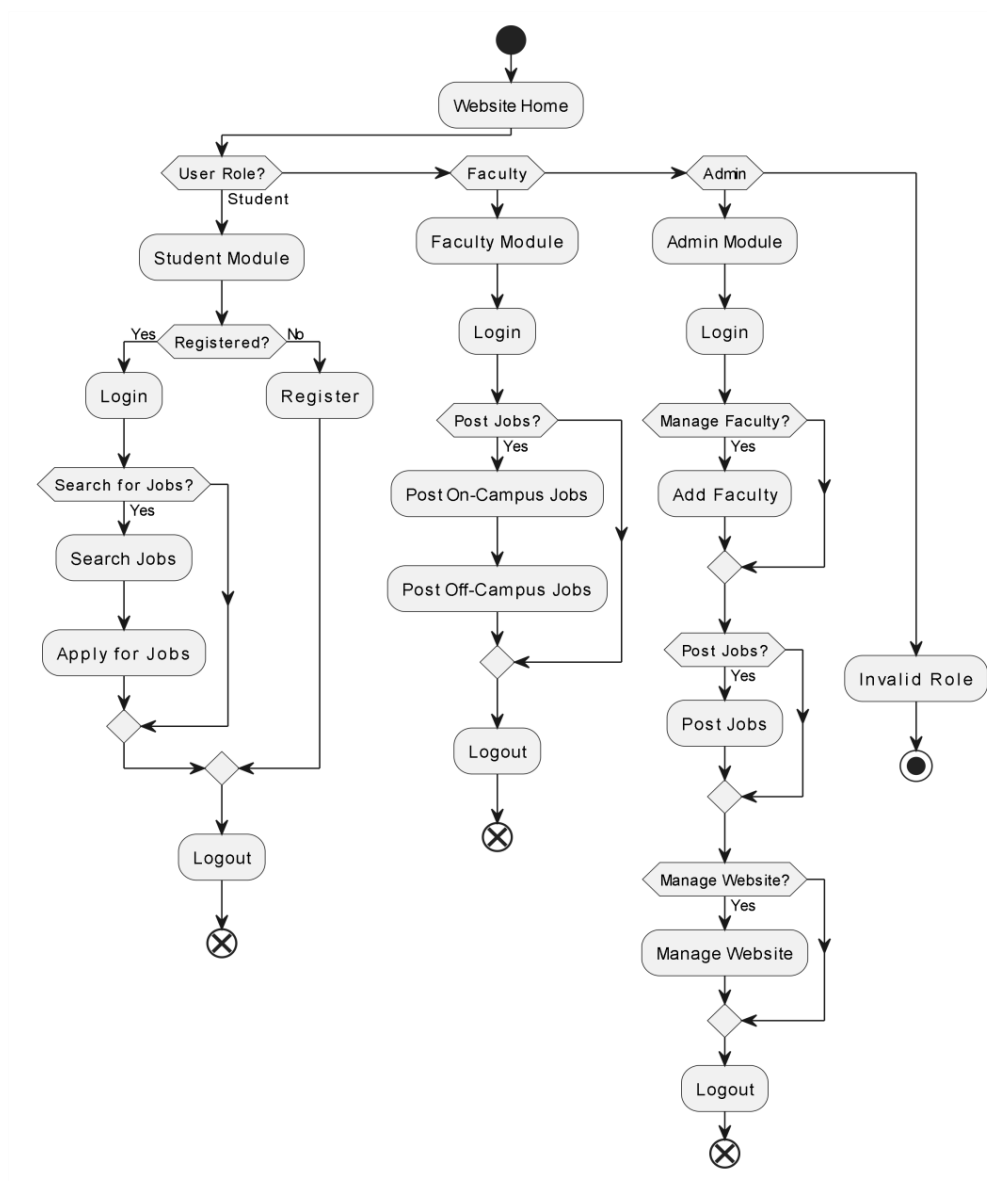 Website Home
User Role?
Student
Faculty
Admin
Student Module
Registered?
Yes
No
Login
Register
Search for Jobs?
Yes
Search Jobs
Apply for Jobs
Logout
Faculty Module
Login
Post Jobs?
Yes
Post On-Campus Jobs
Post Off-Campus Jobs
Logout
Admin Module
Login
Manage Faculty?
Yes
Add Faculty
Post Jobs?
Yes
Post Jobs
Manage Website?
Yes
Manage Website
Logout
Invalid Role